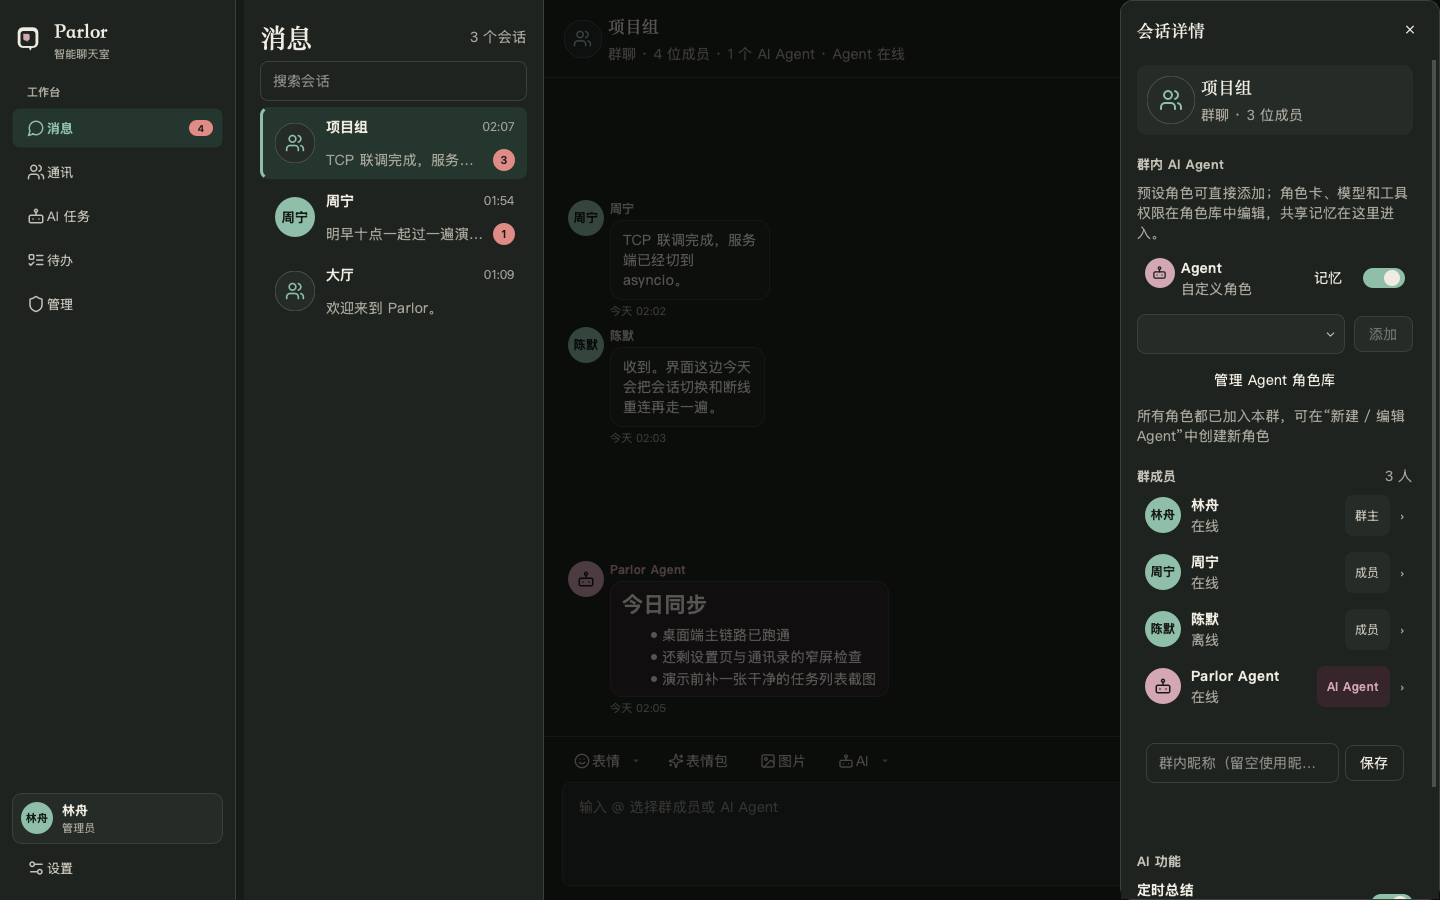 Parlor
智能聊天室
工作台
消息
4
通讯
AI 任务
待办
管理
林舟
林舟
管理员
设置
消息
3 个会话
搜索会话
项目组
02:07
TCP 联调完成，服务...
3
周宁
周宁
01:54
明早十点一起过一遍演...
1
大厅
01:09
欢迎来到 Parlor。
项目组
群聊 · 4 位成员 · 1 个 AI Agent · Agent 在线
周宁
周宁
TCP 联调完成，服务
端已经切到
asyncio。
今天 02:02
陈默
陈默
收到。界面这边今天
会把会话切换和断线
重连再走一遍。
今天 02:03
Parlor Agent
今日同步
• 桌面端主链路已跑通
• 还剩设置页与通讯录的窄屏检查
• 演示前补一张干净的任务列表截图
今天 02:05
表情
表情包
图片
AI
输入 @ 选择群成员或 AI Agent
会话详情
×
项目组
群聊 · 3 位成员
群内 AI Agent
预设角色可直接添加；角色卡、模型和工具
权限在角色库中编辑，共享记忆在这里进
入。
Agent
自定义角色
记忆
添加
管理 Agent 角色库
所有角色都已加入本群，可在“新建 / 编辑
Agent”中创建新角色
群成员
3 人
林舟
林舟
在线
群主
›
周宁
周宁
在线
成员
›
陈默
陈默
离线
成员
›
Parlor Agent
在线
AI Agent
›
群内昵称（留空使用昵...
保存
AI 功能
定时总结